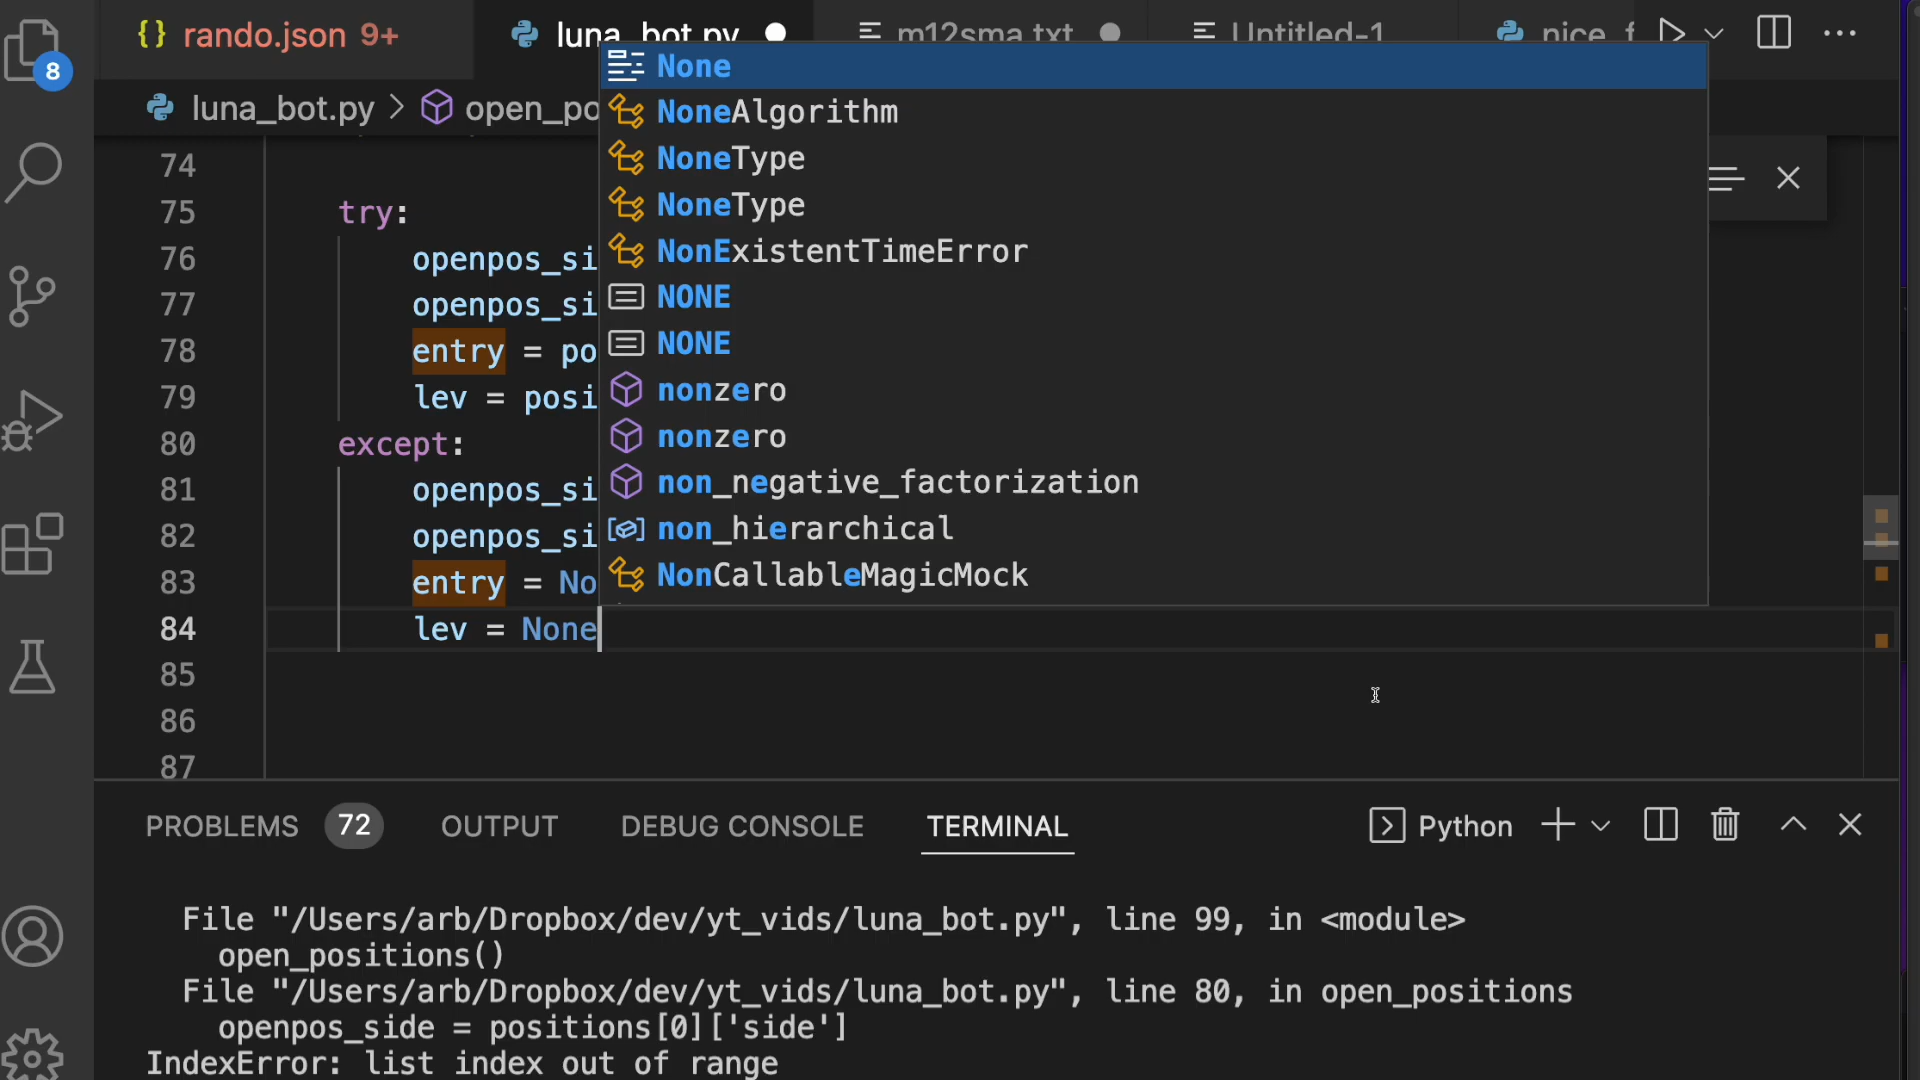 {} rando.json 9+
luna_bot.py
m12sma.txt
Untitled-1
nice_f
8
luna_bot.py > open_po
None
NoneAlgorithm
NoneType
NoneType
NonExistentTimeError
NONE
NONE
nonzero
nonzero
non_negative_factorization
non_hierarchical
NonCallableMagicMock
74
75 try:
76 openpos_si
77 openpos_si
78 entry = po
79 lev = posi
80 except:
81 openpos_si
82 openpos_si
83 entry = No
84 lev = None
85
86
87
PROBLEMS 72 OUTPUT DEBUG CONSOLE TERMINAL Python
File "/Users/arb/Dropbox/dev/yt_vids/luna_bot.py", line 99, in <module>
open_positions()
File "/Users/arb/Dropbox/dev/yt_vids/luna_bot.py", line 80, in open_positions
openpos_side = positions[0]['side']
IndexError: list index out of range